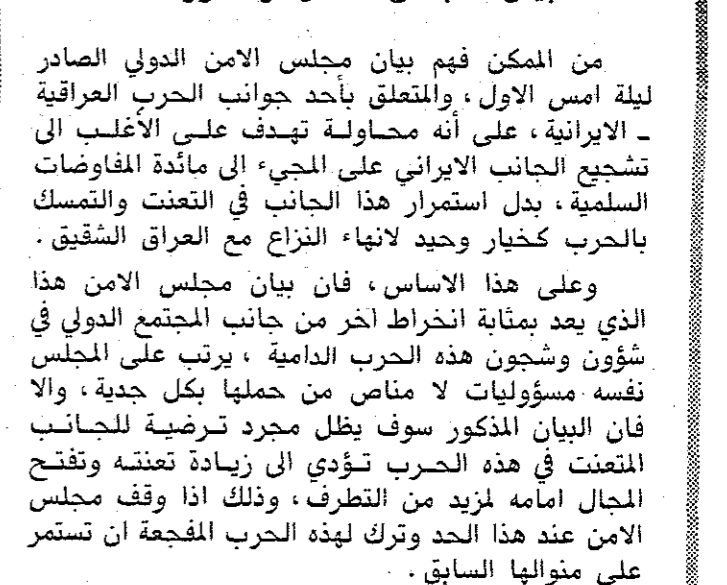 من الممكن فهم بيان مجلس الامن الدولي الصادر
ليلة امس الاول، والمتعلق بأحد جوانب الحرب العراقية
ـ الايرانية، على أنه محاولة تهدف على الأغلب الى
تشجيع الجانب الايراني على المجيء الى مائدة المفاوضات
السلمية، بدل استمرار هذا الجانب في التعنت والتمسك
بالحرب كخيار وحيد لانهاء النزاع مع العراق الشقيق.
وعلى هذا الاساس، فان بيان مجلس الامن هذا
الذي يعد بمثابة انخراط آخر من جانب المجتمع الدولي في
شؤون وشجون هذه الحرب الدامية، يرتب على المجلس
نفسه مسؤوليات لا مناص من حملها بكل جدية، والا
فان البيان المذكور سوف يظل مجرد ترضية للجانب
المتعنت في هذه الحرب تؤدي الى زيادة تعنته وتفتح
المجال امامه لمزيد من التطرف، وذلك اذا وقف مجلس
الامن عند هذا الحد وترك لهذه الحرب المفجعة ان تستمر
على منوالها السابق.